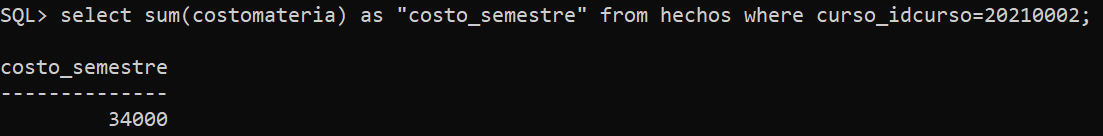 SQL> select sum(costomateria) as "costo_semestre" from hechos where curso_idcurso=20210002;
costo_semestre
--------------
34000